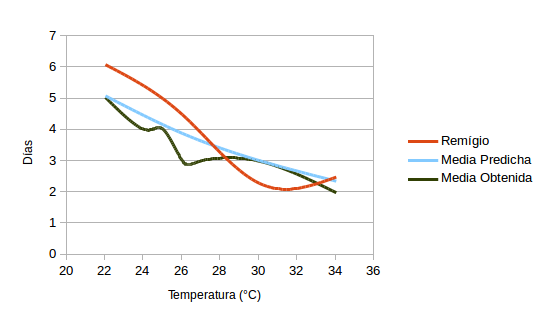 7
6
5
4
3
2
1
0
Días
20 22 24 26 28 30 32 34 36
Temperatura (°C)
Remígio
Media Predicha
Media Obtenida